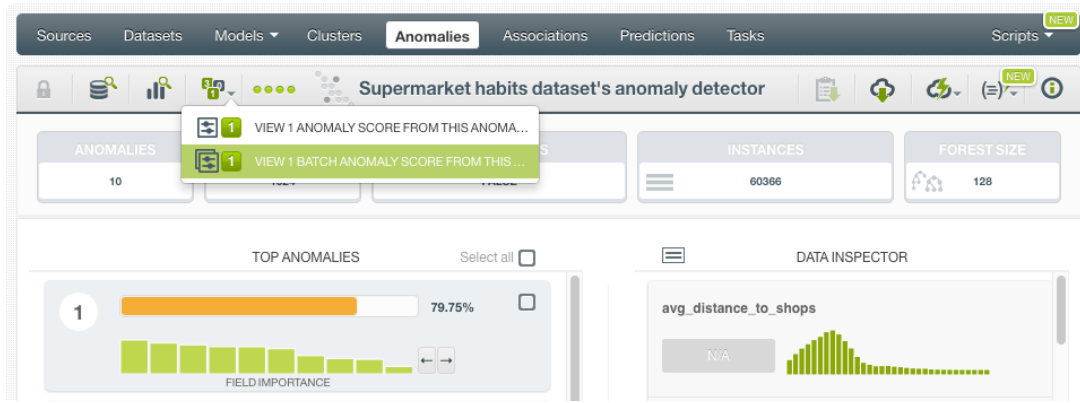 NEW
Sources Datasets Models Clusters Anomalies Associations Predictions Tasks Scripts
Supermarket habits dataset's anomaly detector
NEW
1 VIEW 1 ANOMALY SCORE FROM THIS ANOMA...
1 VIEW 1 BATCH ANOMALY SCORE FROM THIS ...
ANOMALIES INSTANCES FOREST SIZE
10 60366 128
TOP ANOMALIES Select all DATA INSPECTOR
1 79.75%
avg_distance_to_shops
N/A
FIELD IMPORTANCE